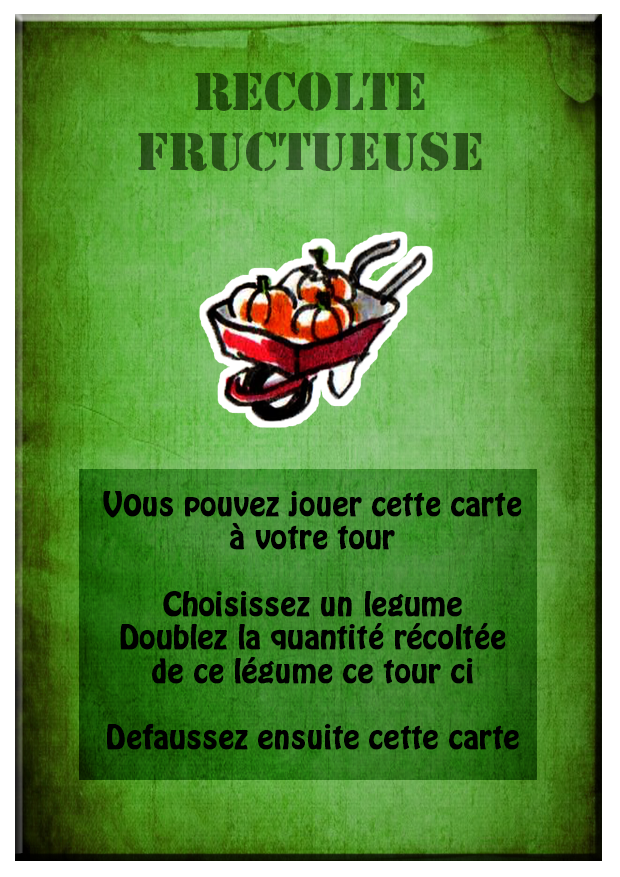 RECOLTE
FRUCTUEUSE
Vous pouvez jouer cette carte
à votre tour
Choisissez un legume
Doublez la quantité récoltée
de ce légume ce tour ci
Defaussez ensuite cette carte